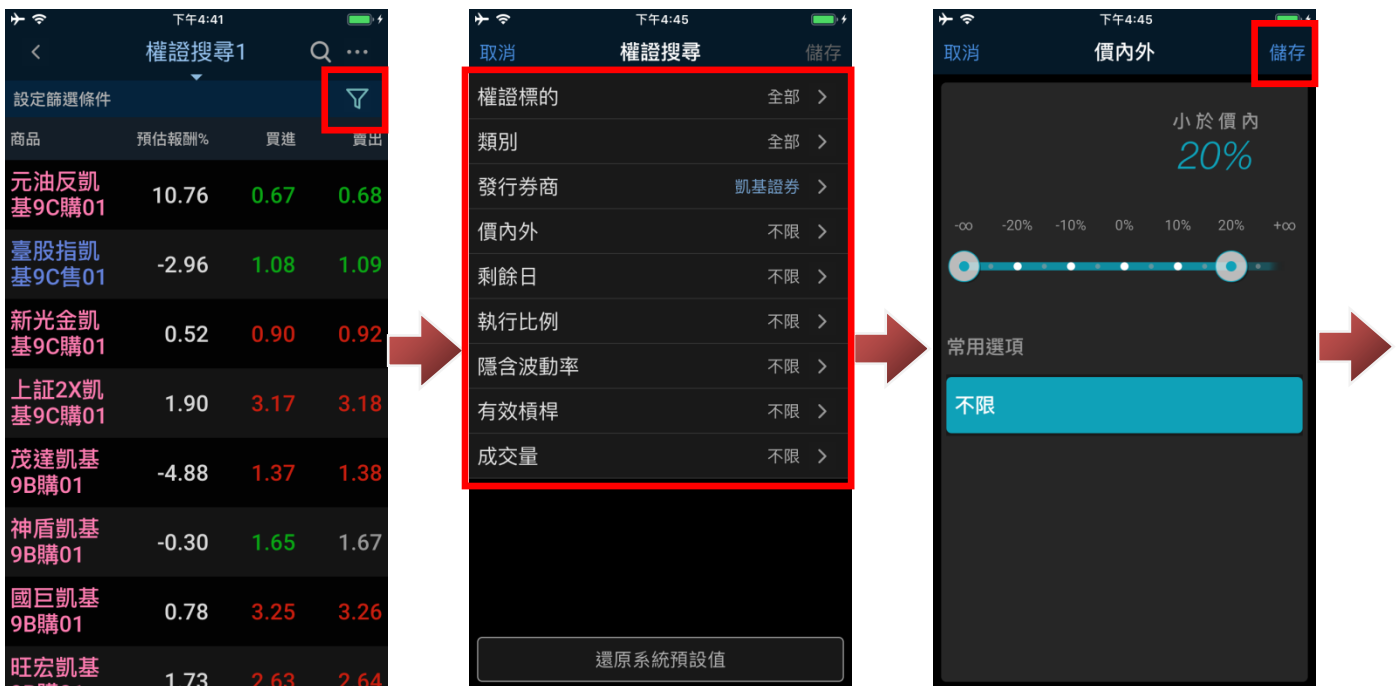 下午4:41
權證搜尋1
設定篩選條件
商品 預估報酬% 買進 賣出
元油反凱
基9C購01 10.76 0.67 0.68
臺股指凱
基9C售01 -2.96 1.08 1.09
新光金凱
基9C購01 0.52 0.90 0.92
上証2X凱
基9C購01 1.90 3.17 3.18
茂達凱基
9B購01 -4.88 1.37 1.38
神盾凱基
9B購01 -0.30 1.65 1.67
國巨凱基
9B購01 0.78 3.25 3.26
旺宏凱基
1.73 2.63 2.64
下午4:45
取消 權證搜尋 儲存
權證標的 全部
類別 全部
發行券商 凱基證券
價內外 不限
剩餘日 不限
執行比例 不限
隱含波動率 不限
有效槓桿 不限
成交量 不限
還原系統預設值
下午4:45
取消 價內外 儲存
小於價內
20%
-∞ -20% -10% 0% 10% 20% +∞
常用選項
不限